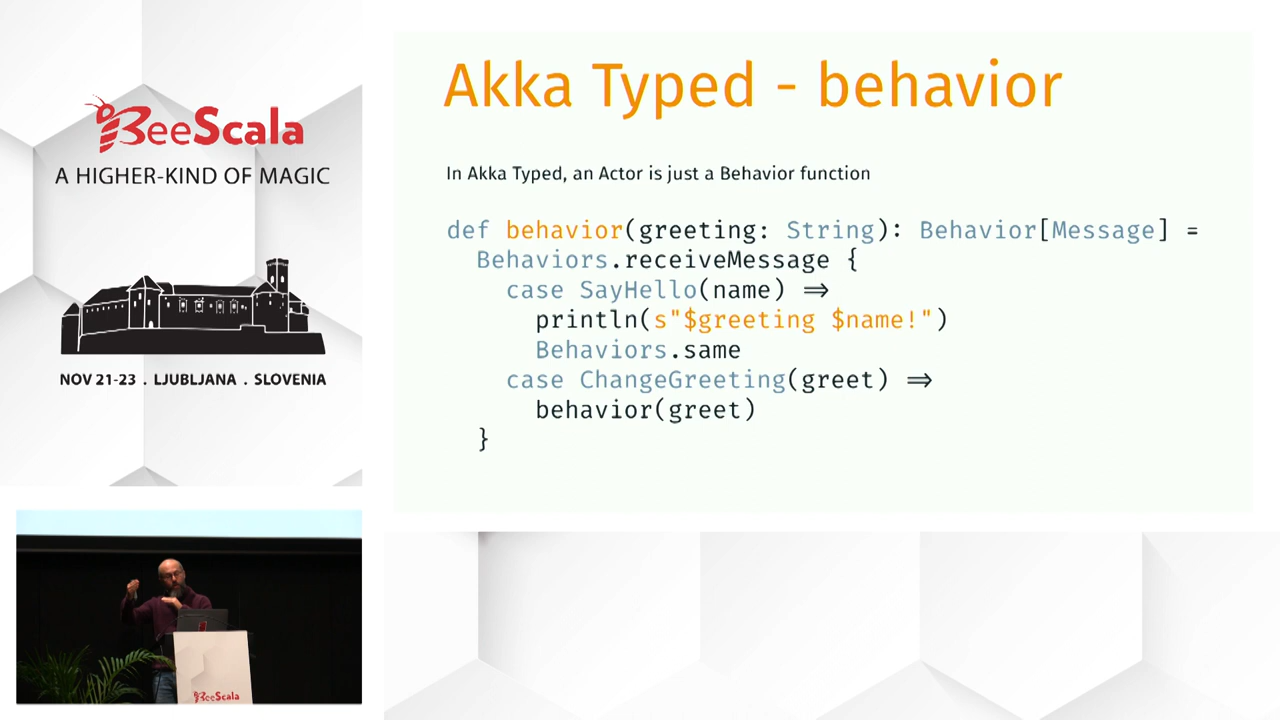 BeeScala
A HIGHER-KIND OF MAGIC
NOV 21-23 . LJUBLJANA . SLOVENIA
Akka Typed - behavior
In Akka Typed, an Actor is just a Behavior function
def behavior(greeting: String): Behavior[Message] =
Behaviors.receiveMessage {
case SayHello(name) ⇒
println(s"$greeting $name!")
Behaviors.same
case ChangeGreeting(greet) ⇒
behavior(greet)
}
BeeScala